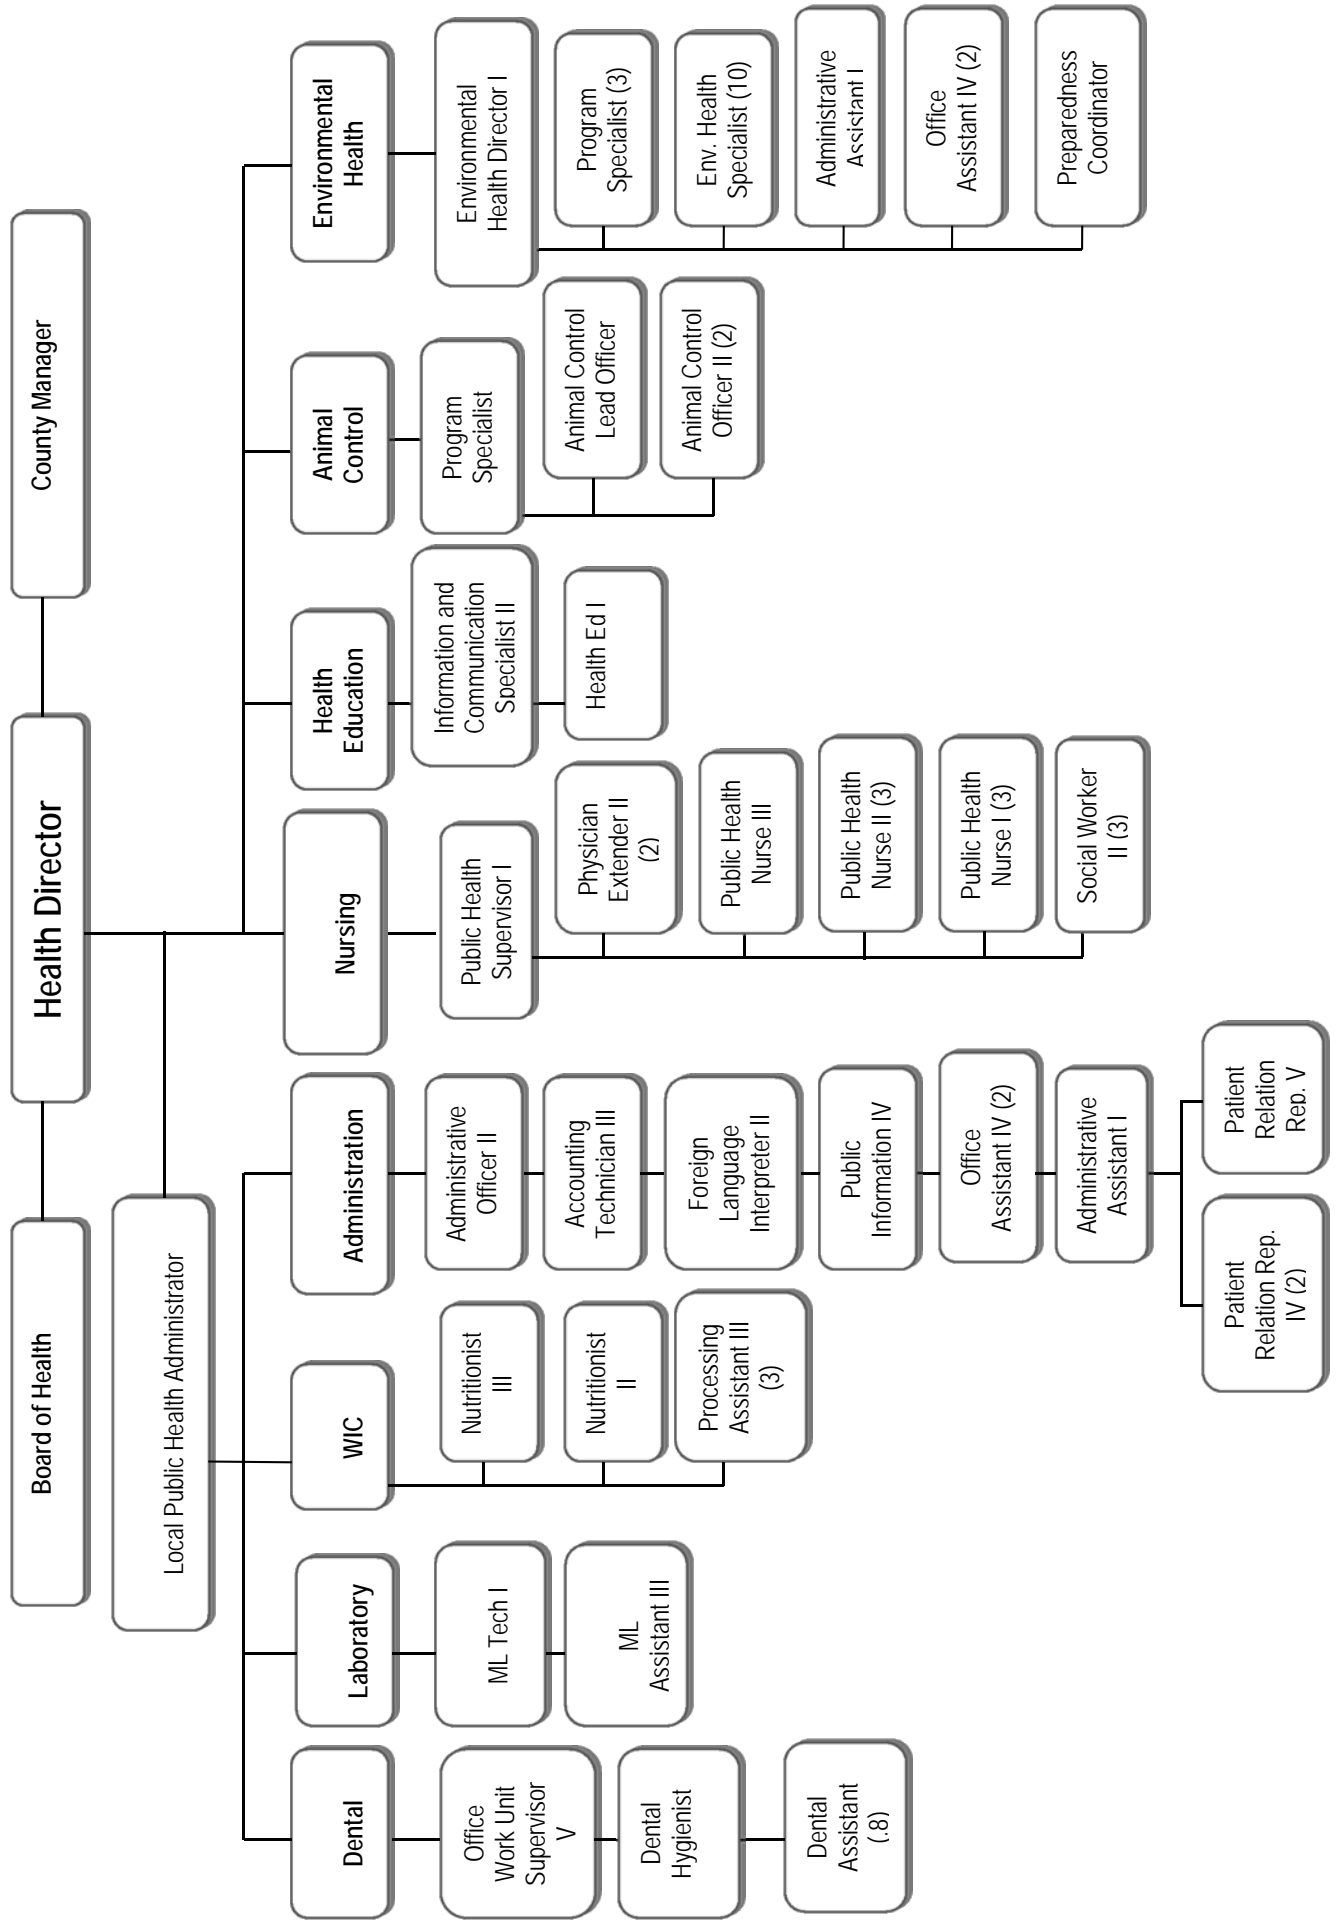 Board of Health
Health Director
County Manager
Local Public Health Administrator
Dental
Office
Work Unit
Supervisor
V
Dental
Hygienist
Dental
Assistant
(.8)
Laboratory
ML Tech I
ML
Assistant III
WIC
Nutritionist
III
Nutritionist
II
Processing
Assistant III
(3)
Administration
Administrative
Officer II
Accounting
Technician III
Foreign
Language
Interpreter II
Public
Information IV
Office
Assistant IV (2)
Administrative
Assistant I
Patient
Relation Rep.
IV (2)
Patient
Relation
Rep. V
Nursing
Public Health
Supervisor I
Physician
Extender II
(2)
Public Health
Nurse III
Public Health
Nurse II (3)
Public Health
Nurse I (3)
Social Worker
II (3)
Health
Education
Information and
Communication
Specialist II
Health Ed I
Animal
Control
Program
Specialist
Animal Control
Lead Officer
Animal Control
Officer II (2)
Environmental
Health
Environmental
Health Director I
Program
Specialist (3)
Env. Health
Specialist (10)
Administrative
Assistant I
Office
Assistant IV (2)
Preparedness
Coordinator